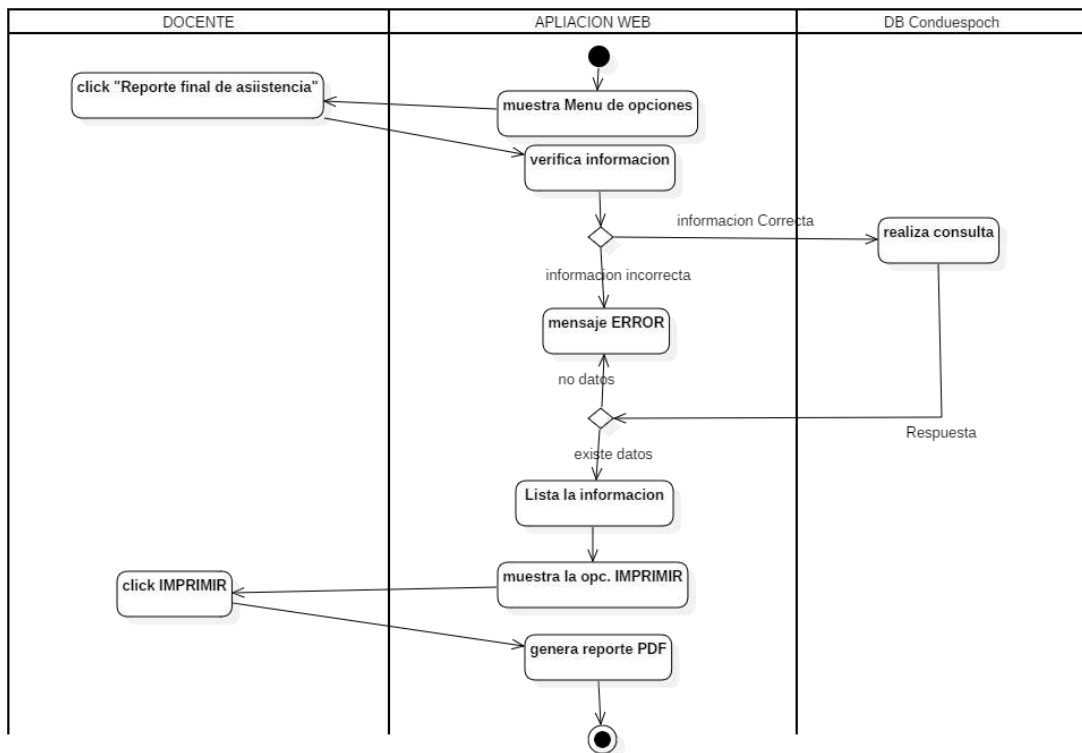 DOCENTE
APLIACION WEB
DB Conduespoch
click "Reporte final de asiistencia"
muestra Menu de opciones
verifica informacion
informacion Correcta
realiza consulta
informacion incorrecta
mensaje ERROR
no datos
Respuesta
existe datos
Lista la informacion
muestra la opc. IMPRIMIR
click IMPRIMIR
genera reporte PDF